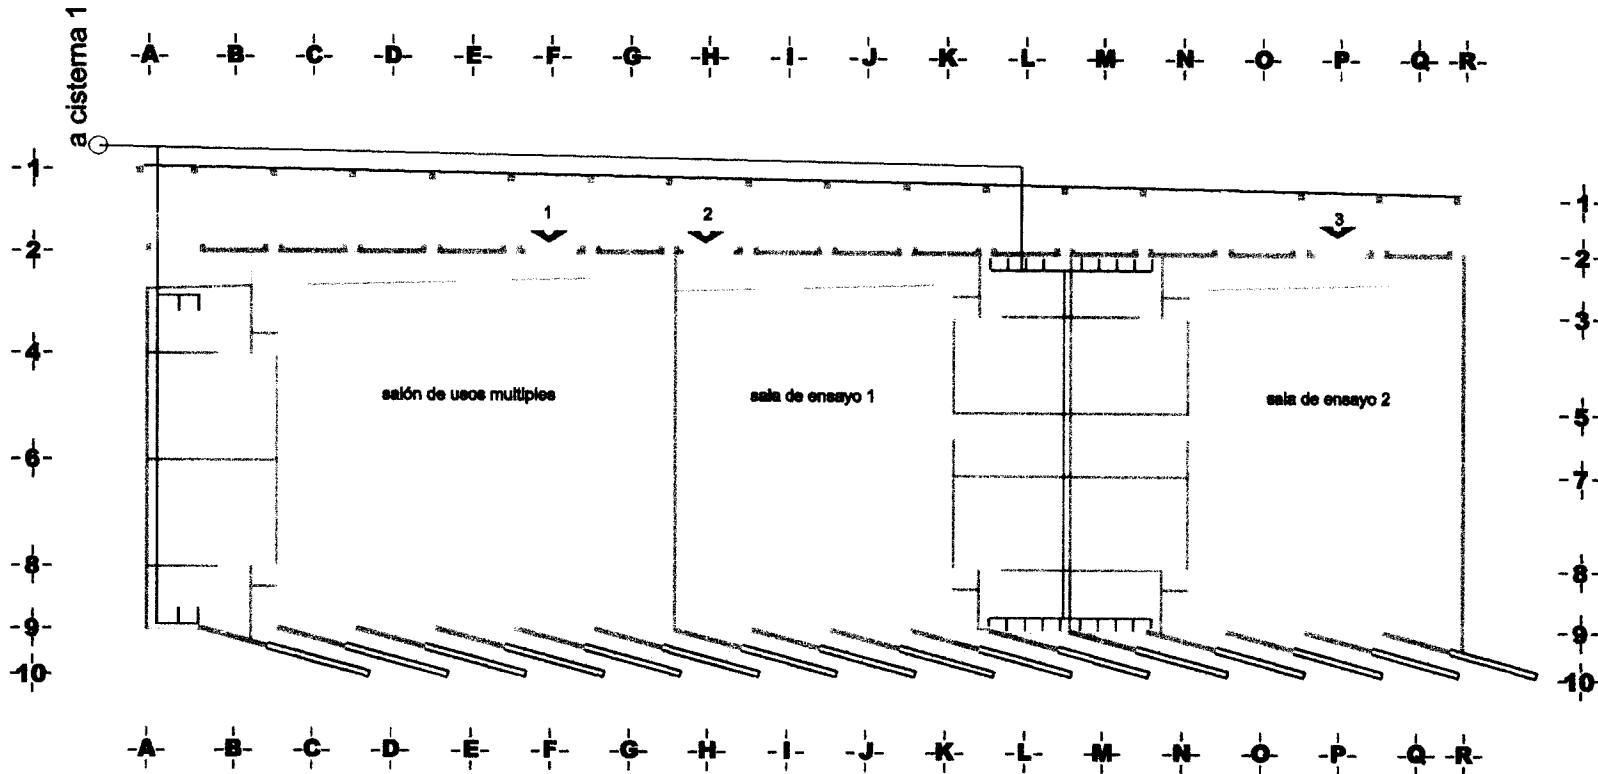 a cisterna 1
-A- -B- -C- -D- -E- -F- -G- -H- -I- -J- -K- -L- -M- -N- -O- -P- -Q- -R-
-1- -1-
1 2 3
-2- -2-
-3-
-4-
salón de usos multiples sala de ensayo 1 sala de ensayo 2
-5-
-6-
-7-
-8- -8-
-9- -9-
-10- -10-
-A- -B- -C- -D- -E- -F- -G- -H- -I- -J- -K- -L- -M- -N- -O- -P- -Q- -R-